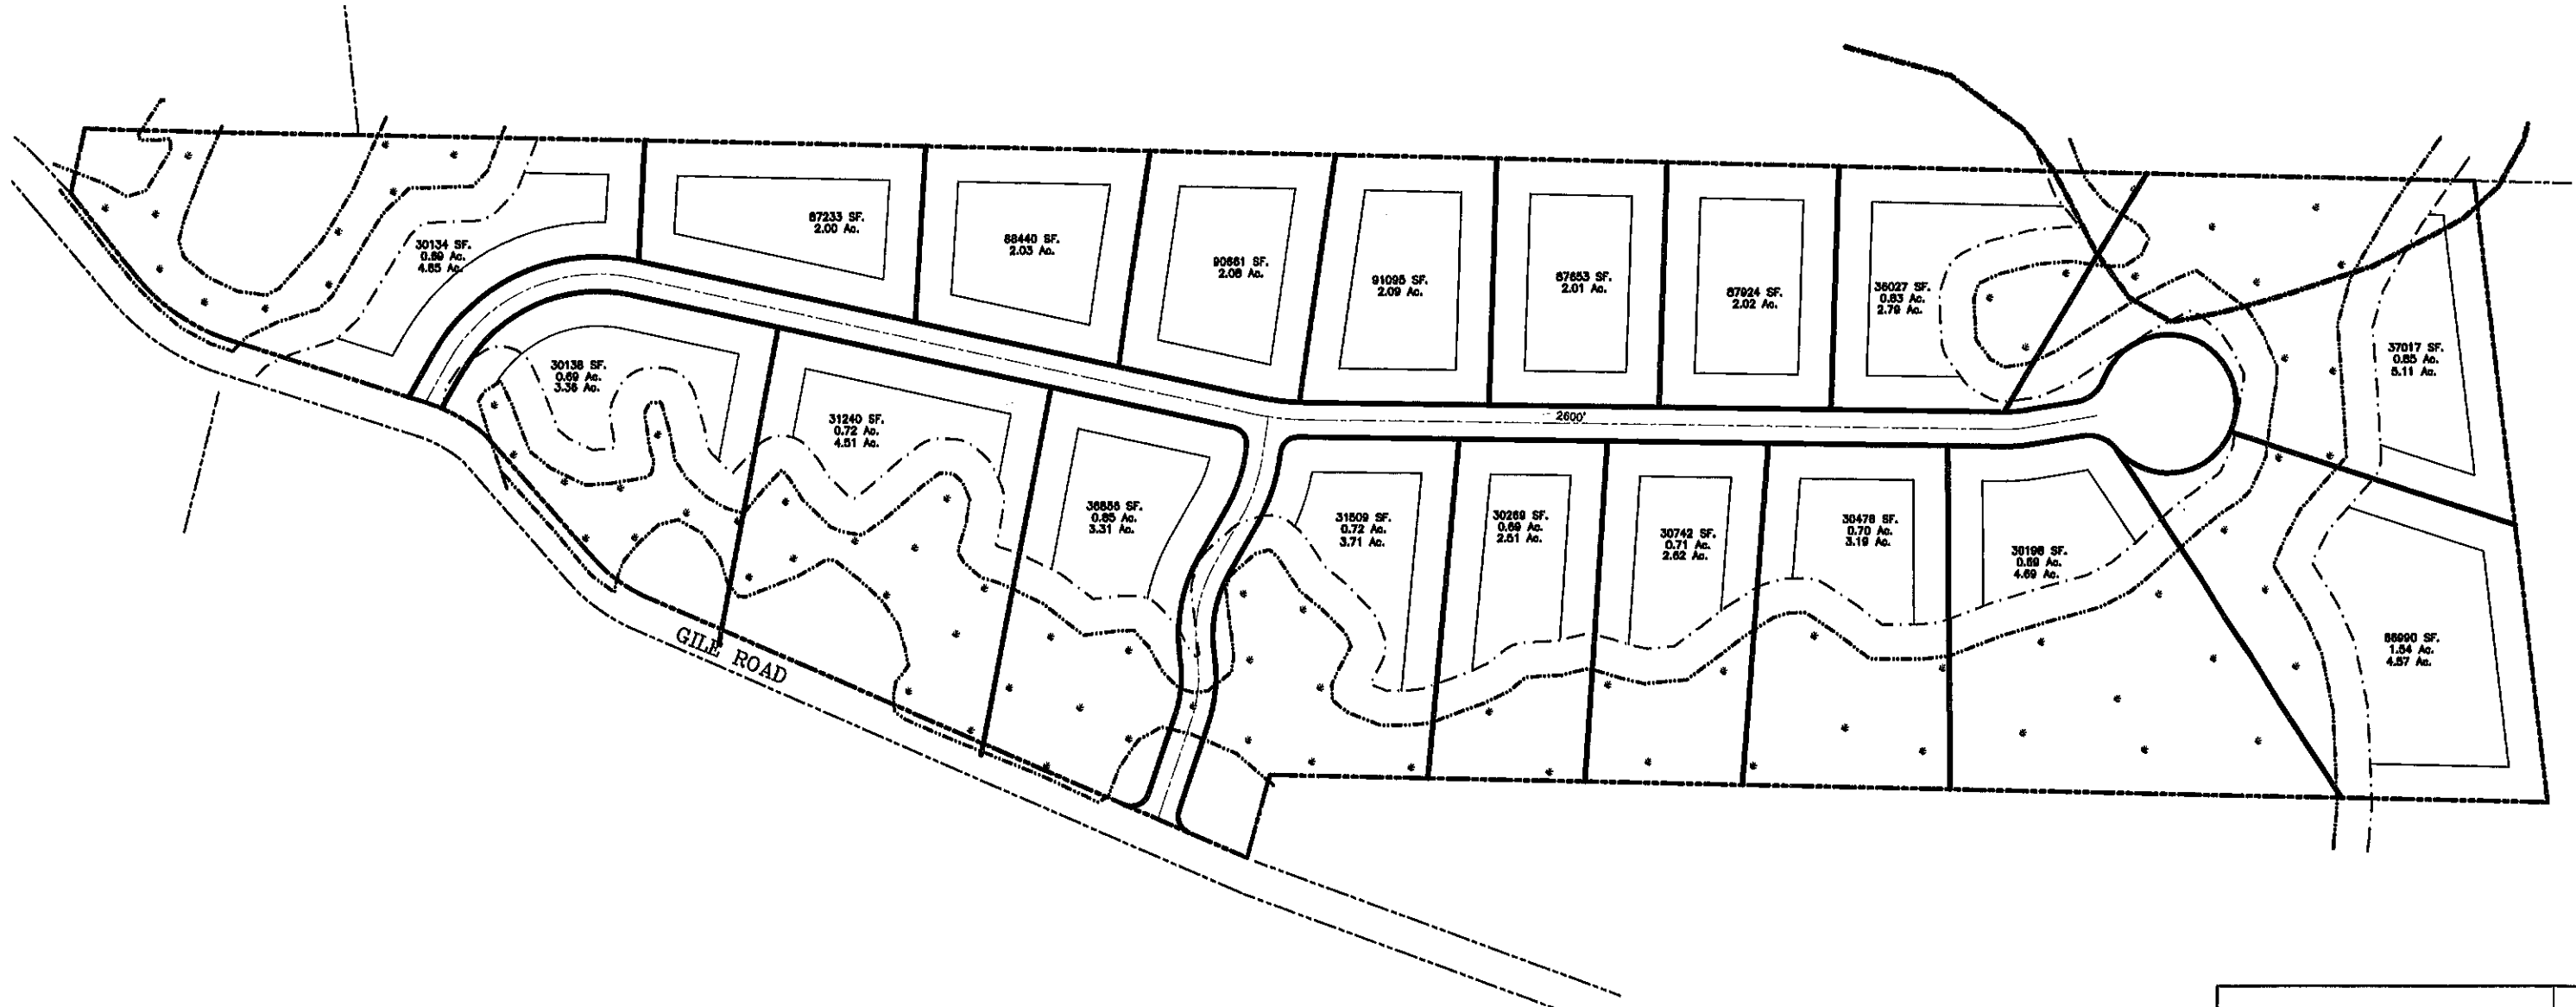 30134 SF.
0.69 Ac.
4.65 Ac.
87233 SF.
2.00 Ac.
88440 SF.
2.03 Ac.
90661 SF.
2.08 Ac.
91095 SF.
2.09 Ac.
87653 SF.
2.01 Ac.
87924 SF.
2.02 Ac.
36027 SF.
0.83 Ac.
2.79 Ac.
37017 SF.
0.85 Ac.
5.11 Ac.
30138 SF.
0.69 Ac.
3.36 Ac.
31240 SF.
0.72 Ac.
4.51 Ac.
2600'
36856 SF.
0.85 Ac.
3.31 Ac.
31509 SF.
0.72 Ac.
3.71 Ac.
30269 SF.
0.69 Ac.
2.51 Ac.
30742 SF.
0.71 Ac.
2.62 Ac.
30476 SF.
0.70 Ac.
3.19 Ac.
30198 SF.
0.69 Ac.
4.69 Ac.
66990 SF.
1.54 Ac.
4.57 Ac.
GILE ROAD